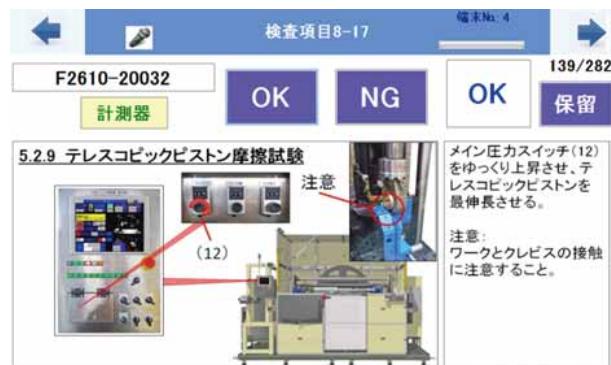 検査項目8-17
端末No. 4
F2610-20032
計測器
OK
NG
OK
139/282
保留
5.2.9 テレスコピックピストン摩擦試験
注意
(12)
メイン圧力スイッチ(12)
をゆっくり上昇させ、テ
レスコピックピストンを
最伸長させる。
注意:
ワークとクレビスの接触
に注意すること。